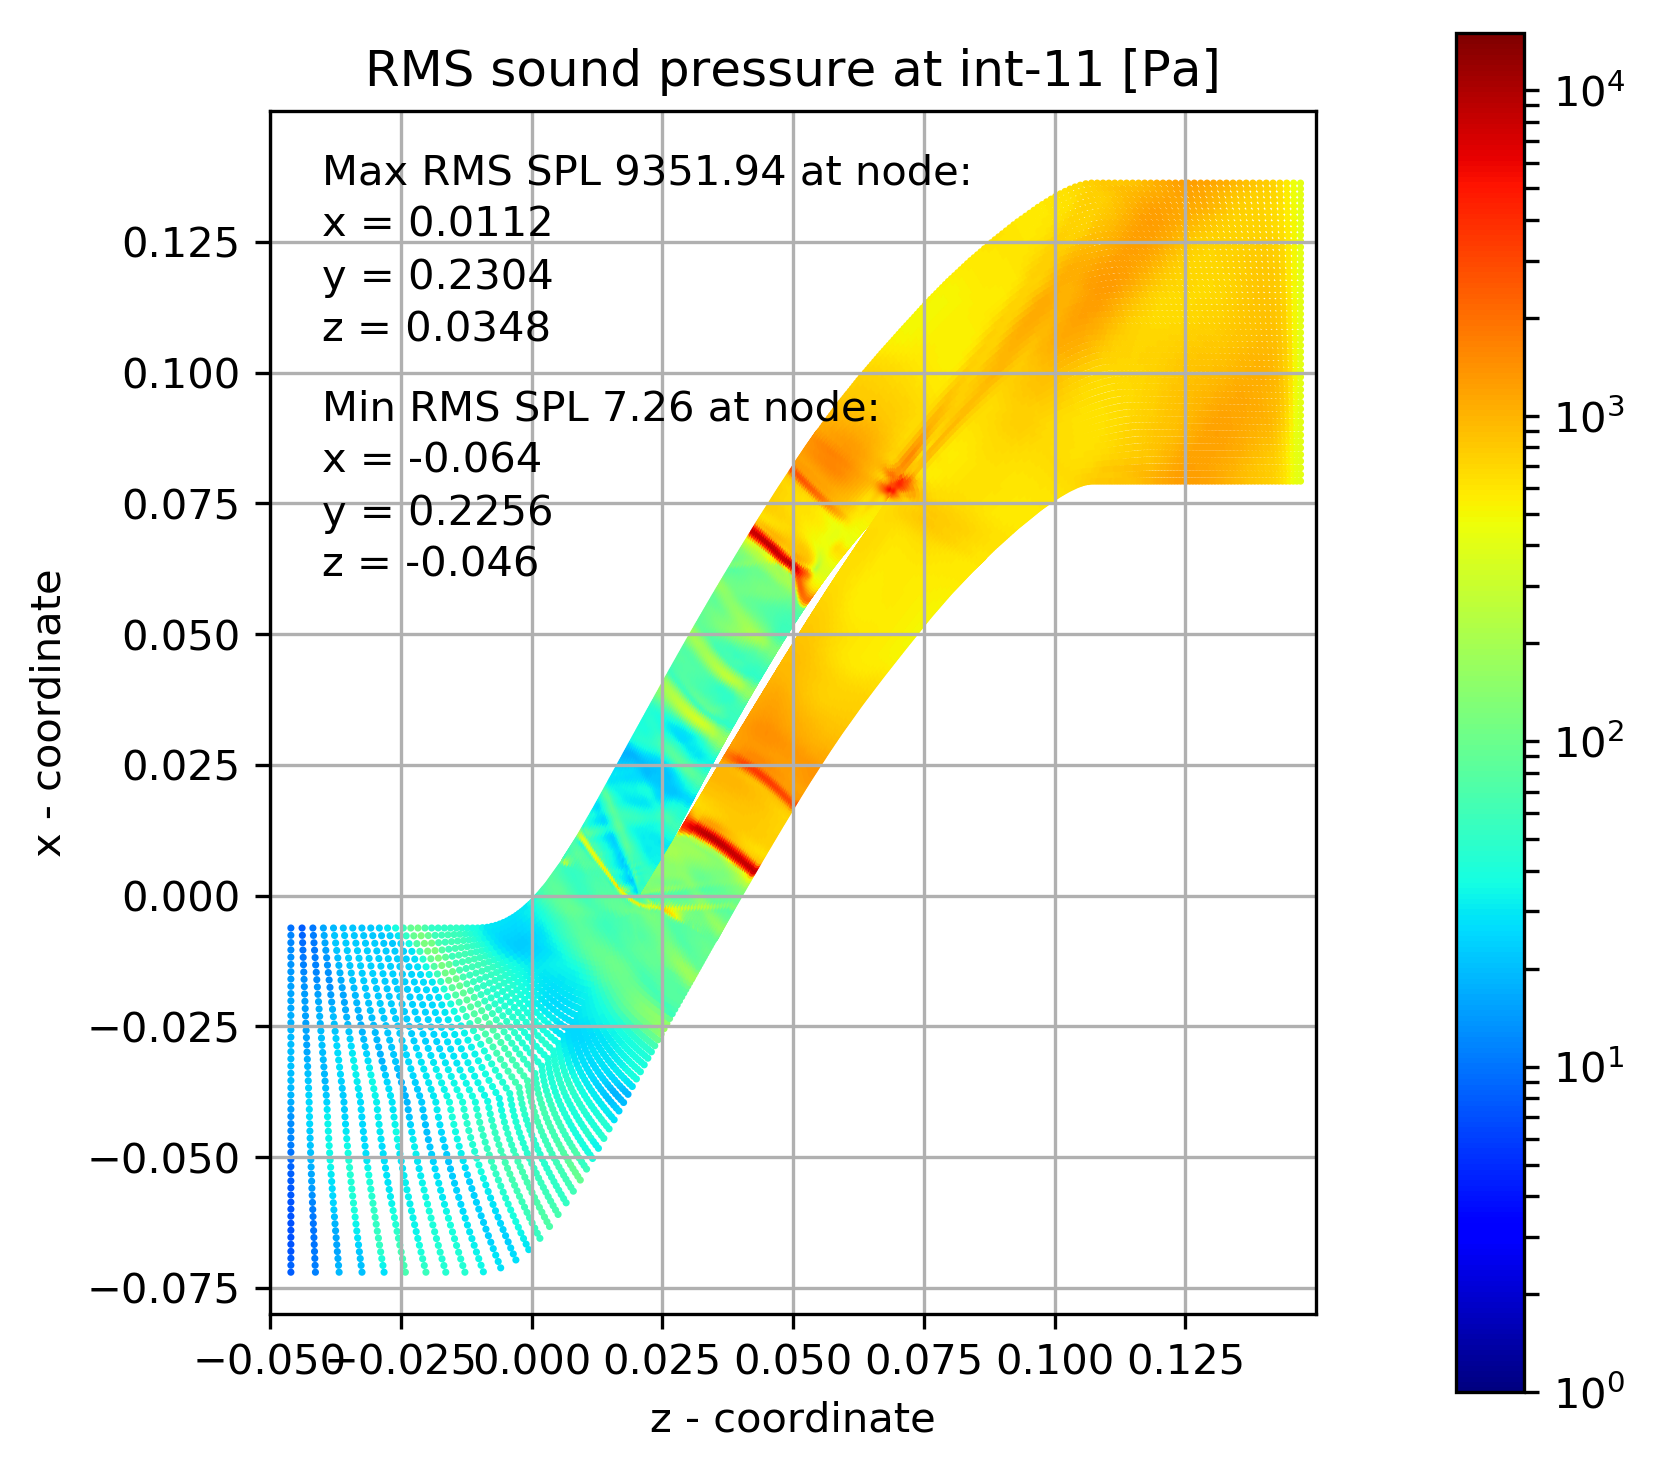 RMS sound pressure at int-11 [Pa]
Max RMS SPL 9351.94 at node:
x = 0.0112
y = 0.2304
z = 0.0348
Min RMS SPL 7.26 at node:
x = -0.064
y = 0.2256
z = -0.046
x - coordinate
0.125
0.100
0.075
0.050
0.025
0.000
−0.025
−0.050
−0.075
−0.050 −0.025 0.000 0.025 0.050 0.075 0.100 0.125
z - coordinate
10⁴
10³
10²
10¹
10⁰